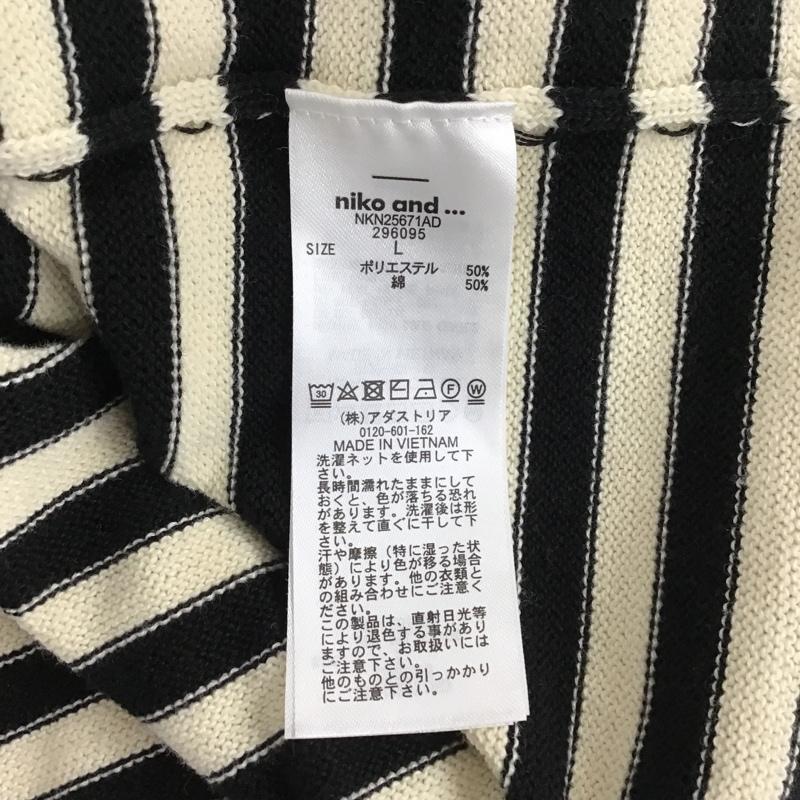 niko and ...
NKN25671AD
296095
SIZE L
ポリエステル 50%
綿 50%
30
F W
(株)アダストリア
0120-601-162
MADE IN VIETNAM
洗濯ネットを使用して下
さい。
長時間濡れたままにして
おくと、色が落ちる恐れ
があります。洗濯後は形
を整えて直ぐに干して下
さい。
汗や摩擦(特に湿った状
態)により色が移る場合
があります。他の衣類と
の組み合わせにご注意く
ださい。
この製品は、直射日光等
により退色する事があり
ますので、お取扱いには
ご注意下さい。
他のものとの引っかかり
にご注意下さい。